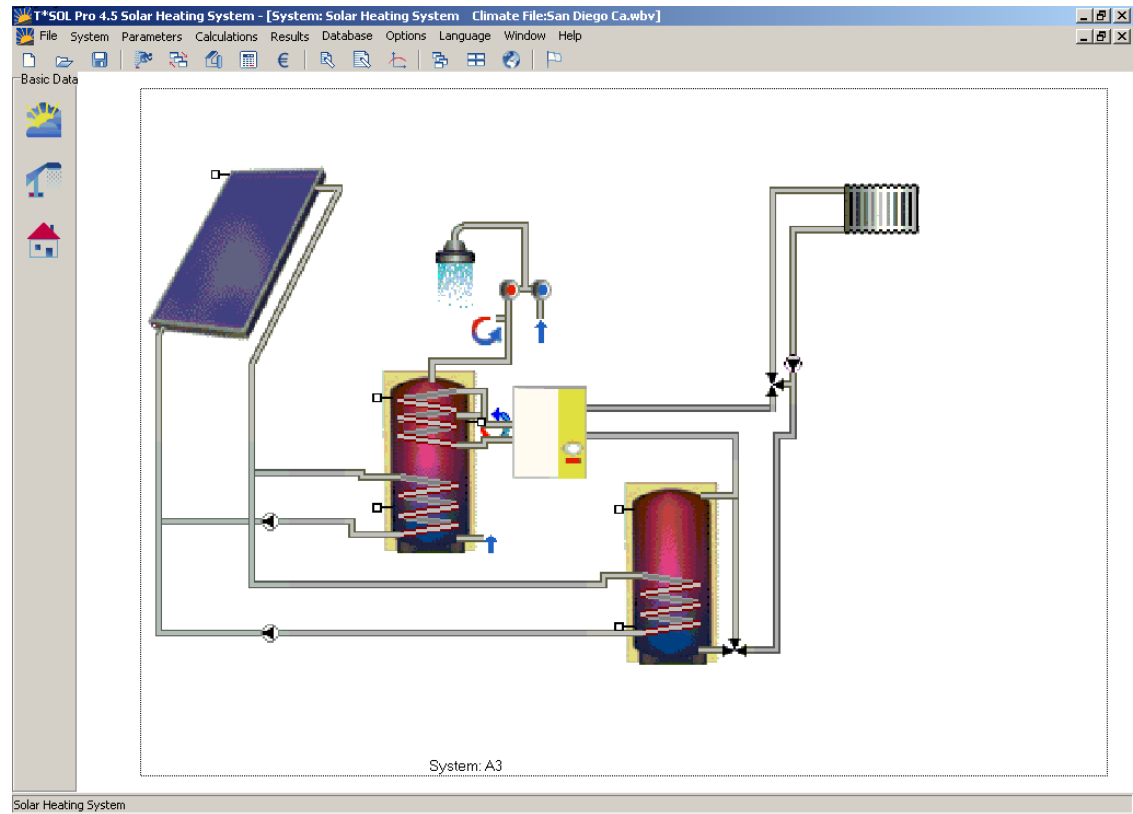 T*SOL Pro 4.5 Solar Heating System - [System: Solar Heating System    Climate File:San Diego Ca.wbv]
File System Parameters Calculations Results Database Options Language Window Help
€
Basic Data
System: A3
Solar Heating System